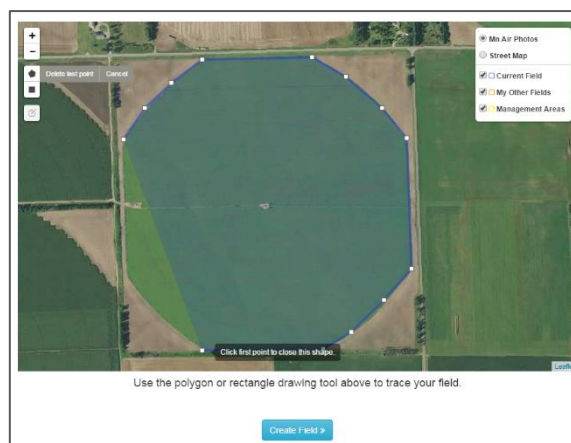 +
−
Delete last point Cancel
Mn Air Photos
Street Map
Current Field
My Other Fields
Management Areas
Click first point to close this shape.
Leafle
Use the polygon or rectangle drawing tool above to trace your field.
Create Field »